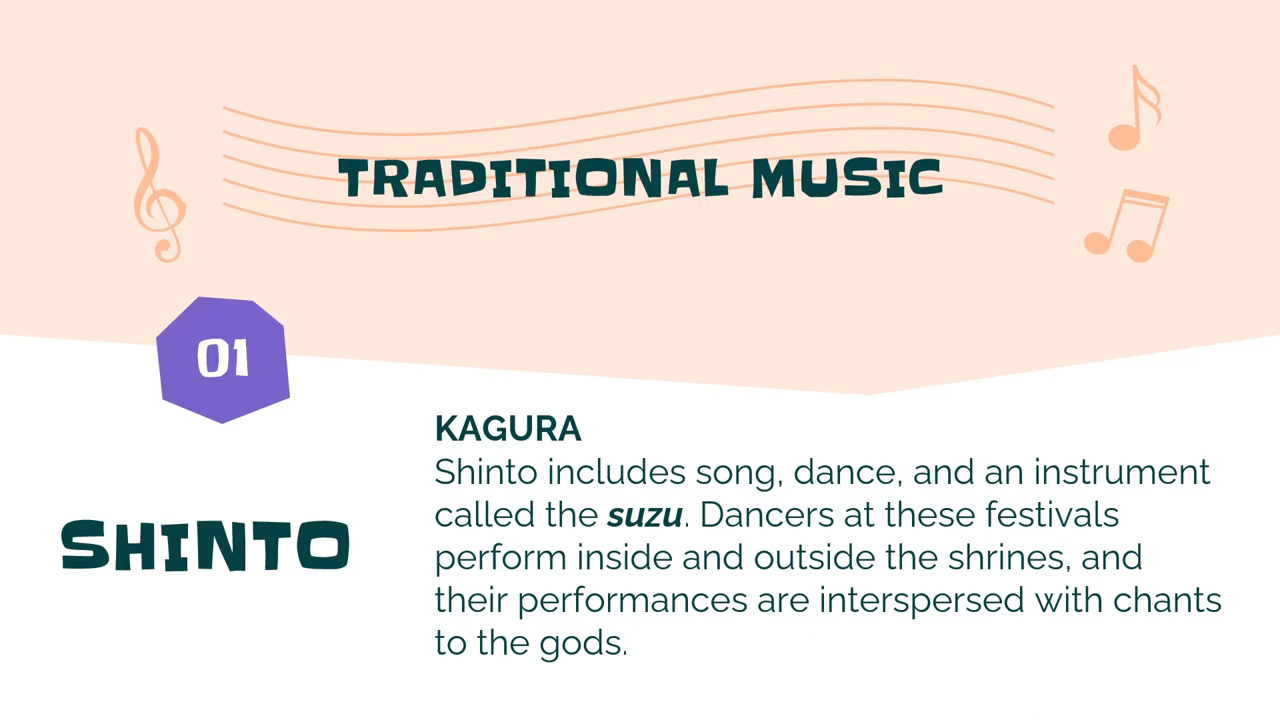 TRADITIONAL MUSIC
01
SHINTO
KAGURA
Shinto includes song, dance, and an instrument
called the suzu. Dancers at these festivals
perform inside and outside the shrines, and
their performances are interspersed with chants
to the gods.